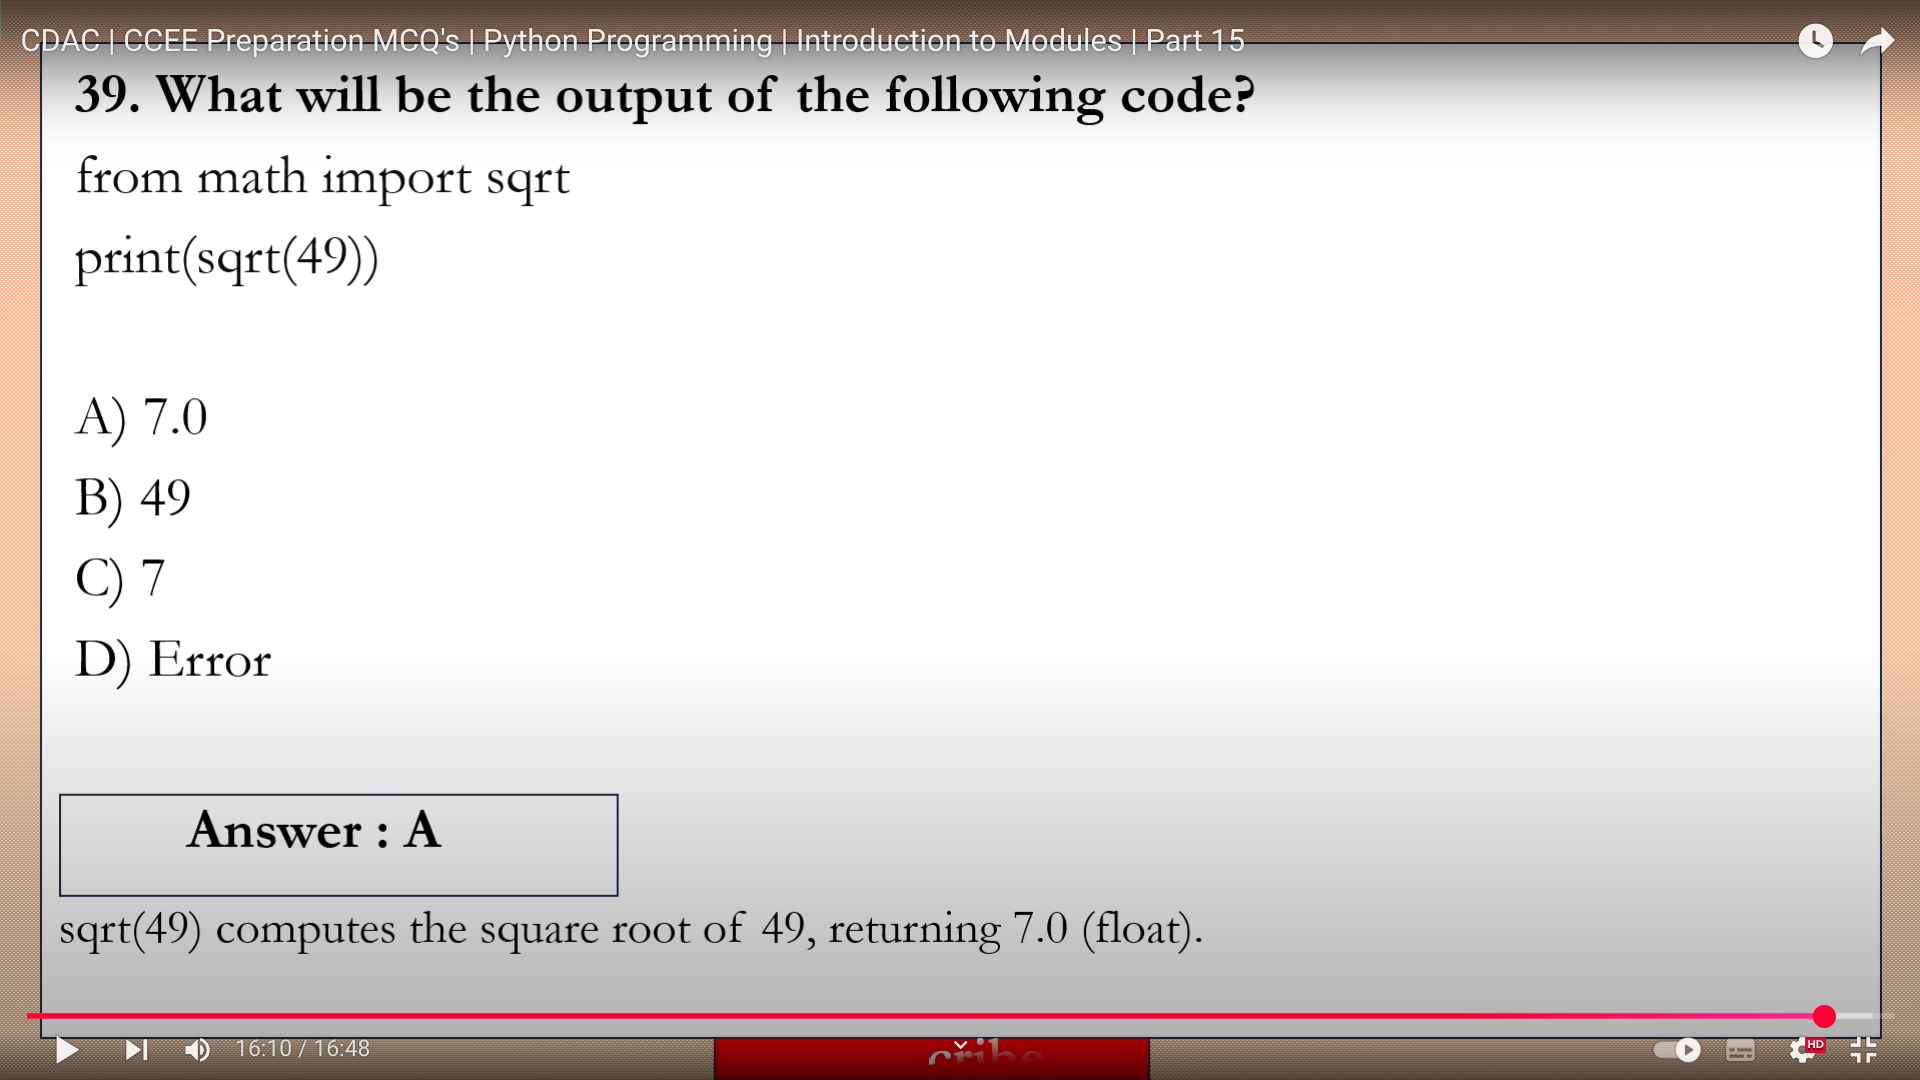 CDAC | CCEE Preparation MCQ's | Python Programming | Introduction to Modules | Part 15
39. What will be the output of the following code?
from math import sqrt
print(sqrt(49))
A) 7.0
B) 49
C) 7
D) Error
Answer : A
sqrt(49) computes the square root of 49, returning 7.0 (float).
16:10 / 16:48
HD